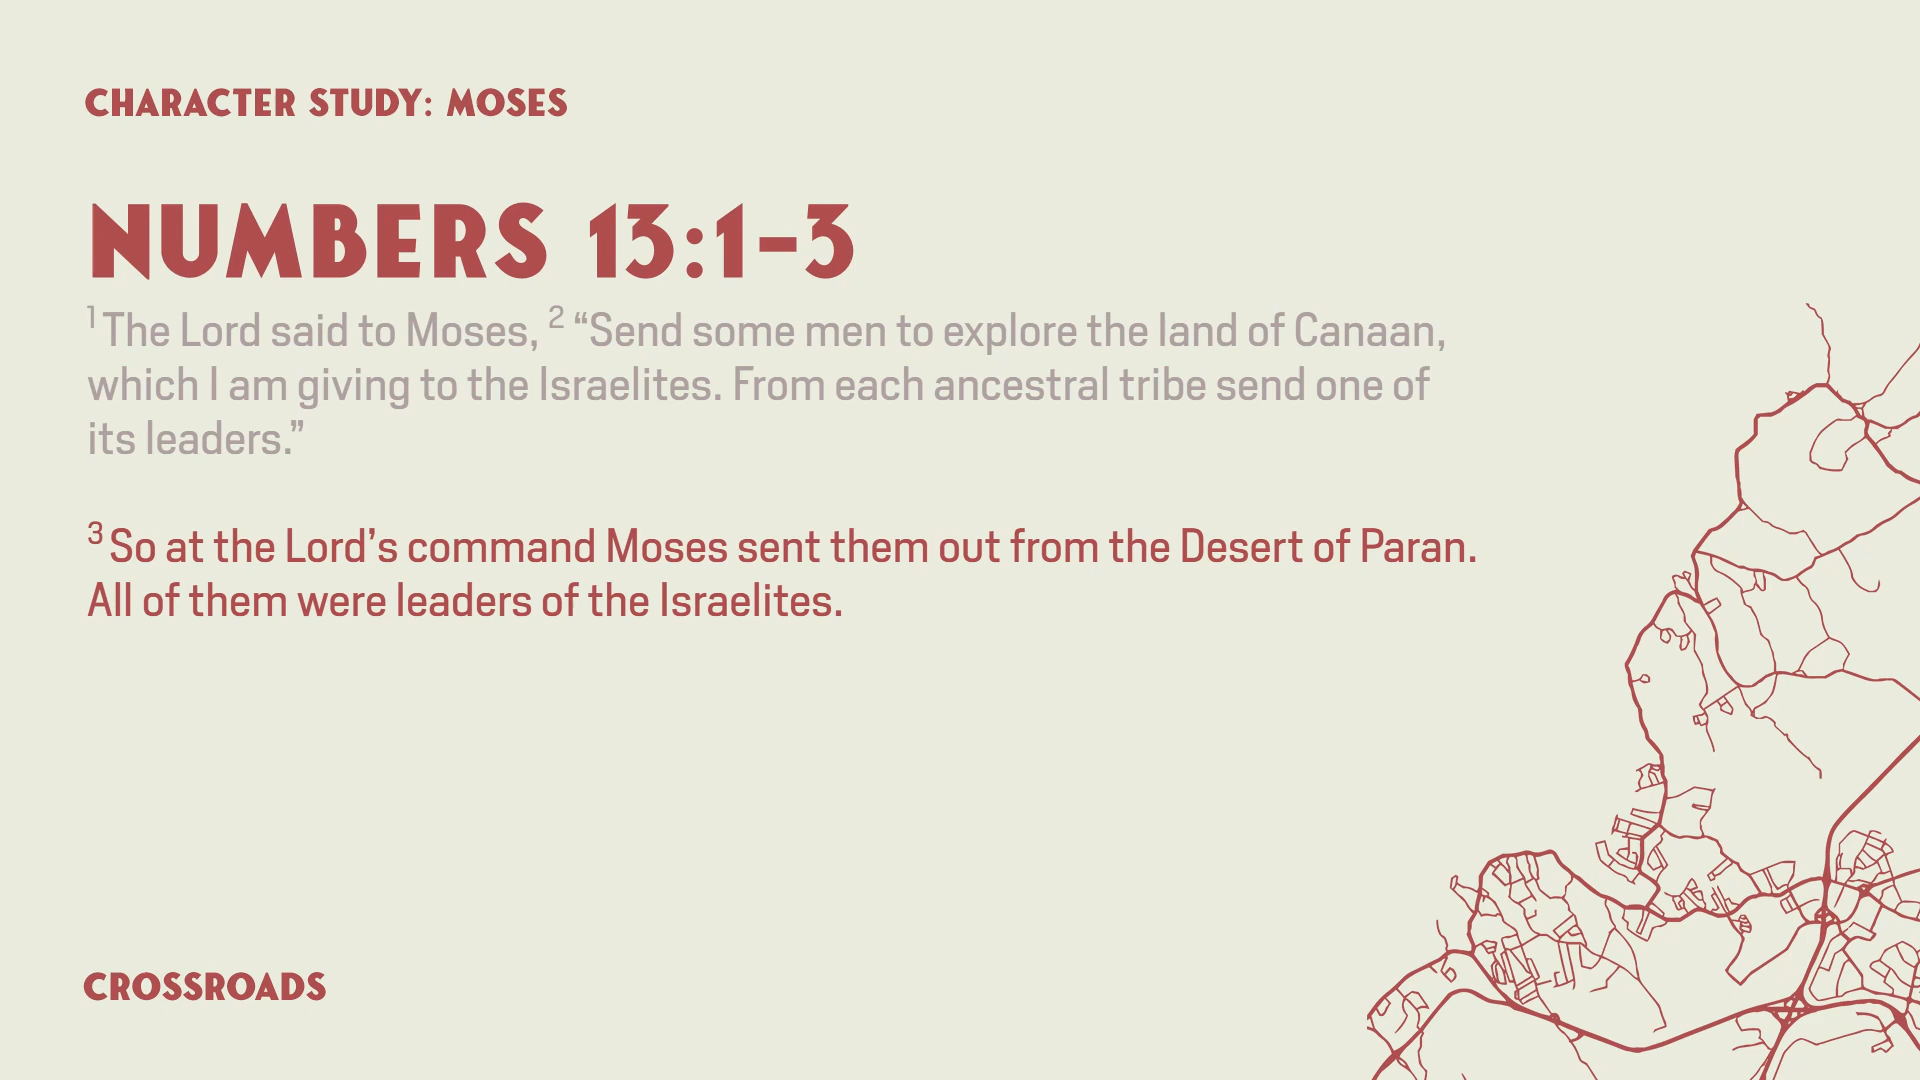 CHARACTER STUDY: MOSES
NUMBERS 13:1-3
1 The Lord said to Moses, 2 “Send some men to explore the land of Canaan,
which I am giving to the Israelites. From each ancestral tribe send one of
its leaders.”
3 So at the Lord’s command Moses sent them out from the Desert of Paran.
All of them were leaders of the Israelites.
CROSSROADS